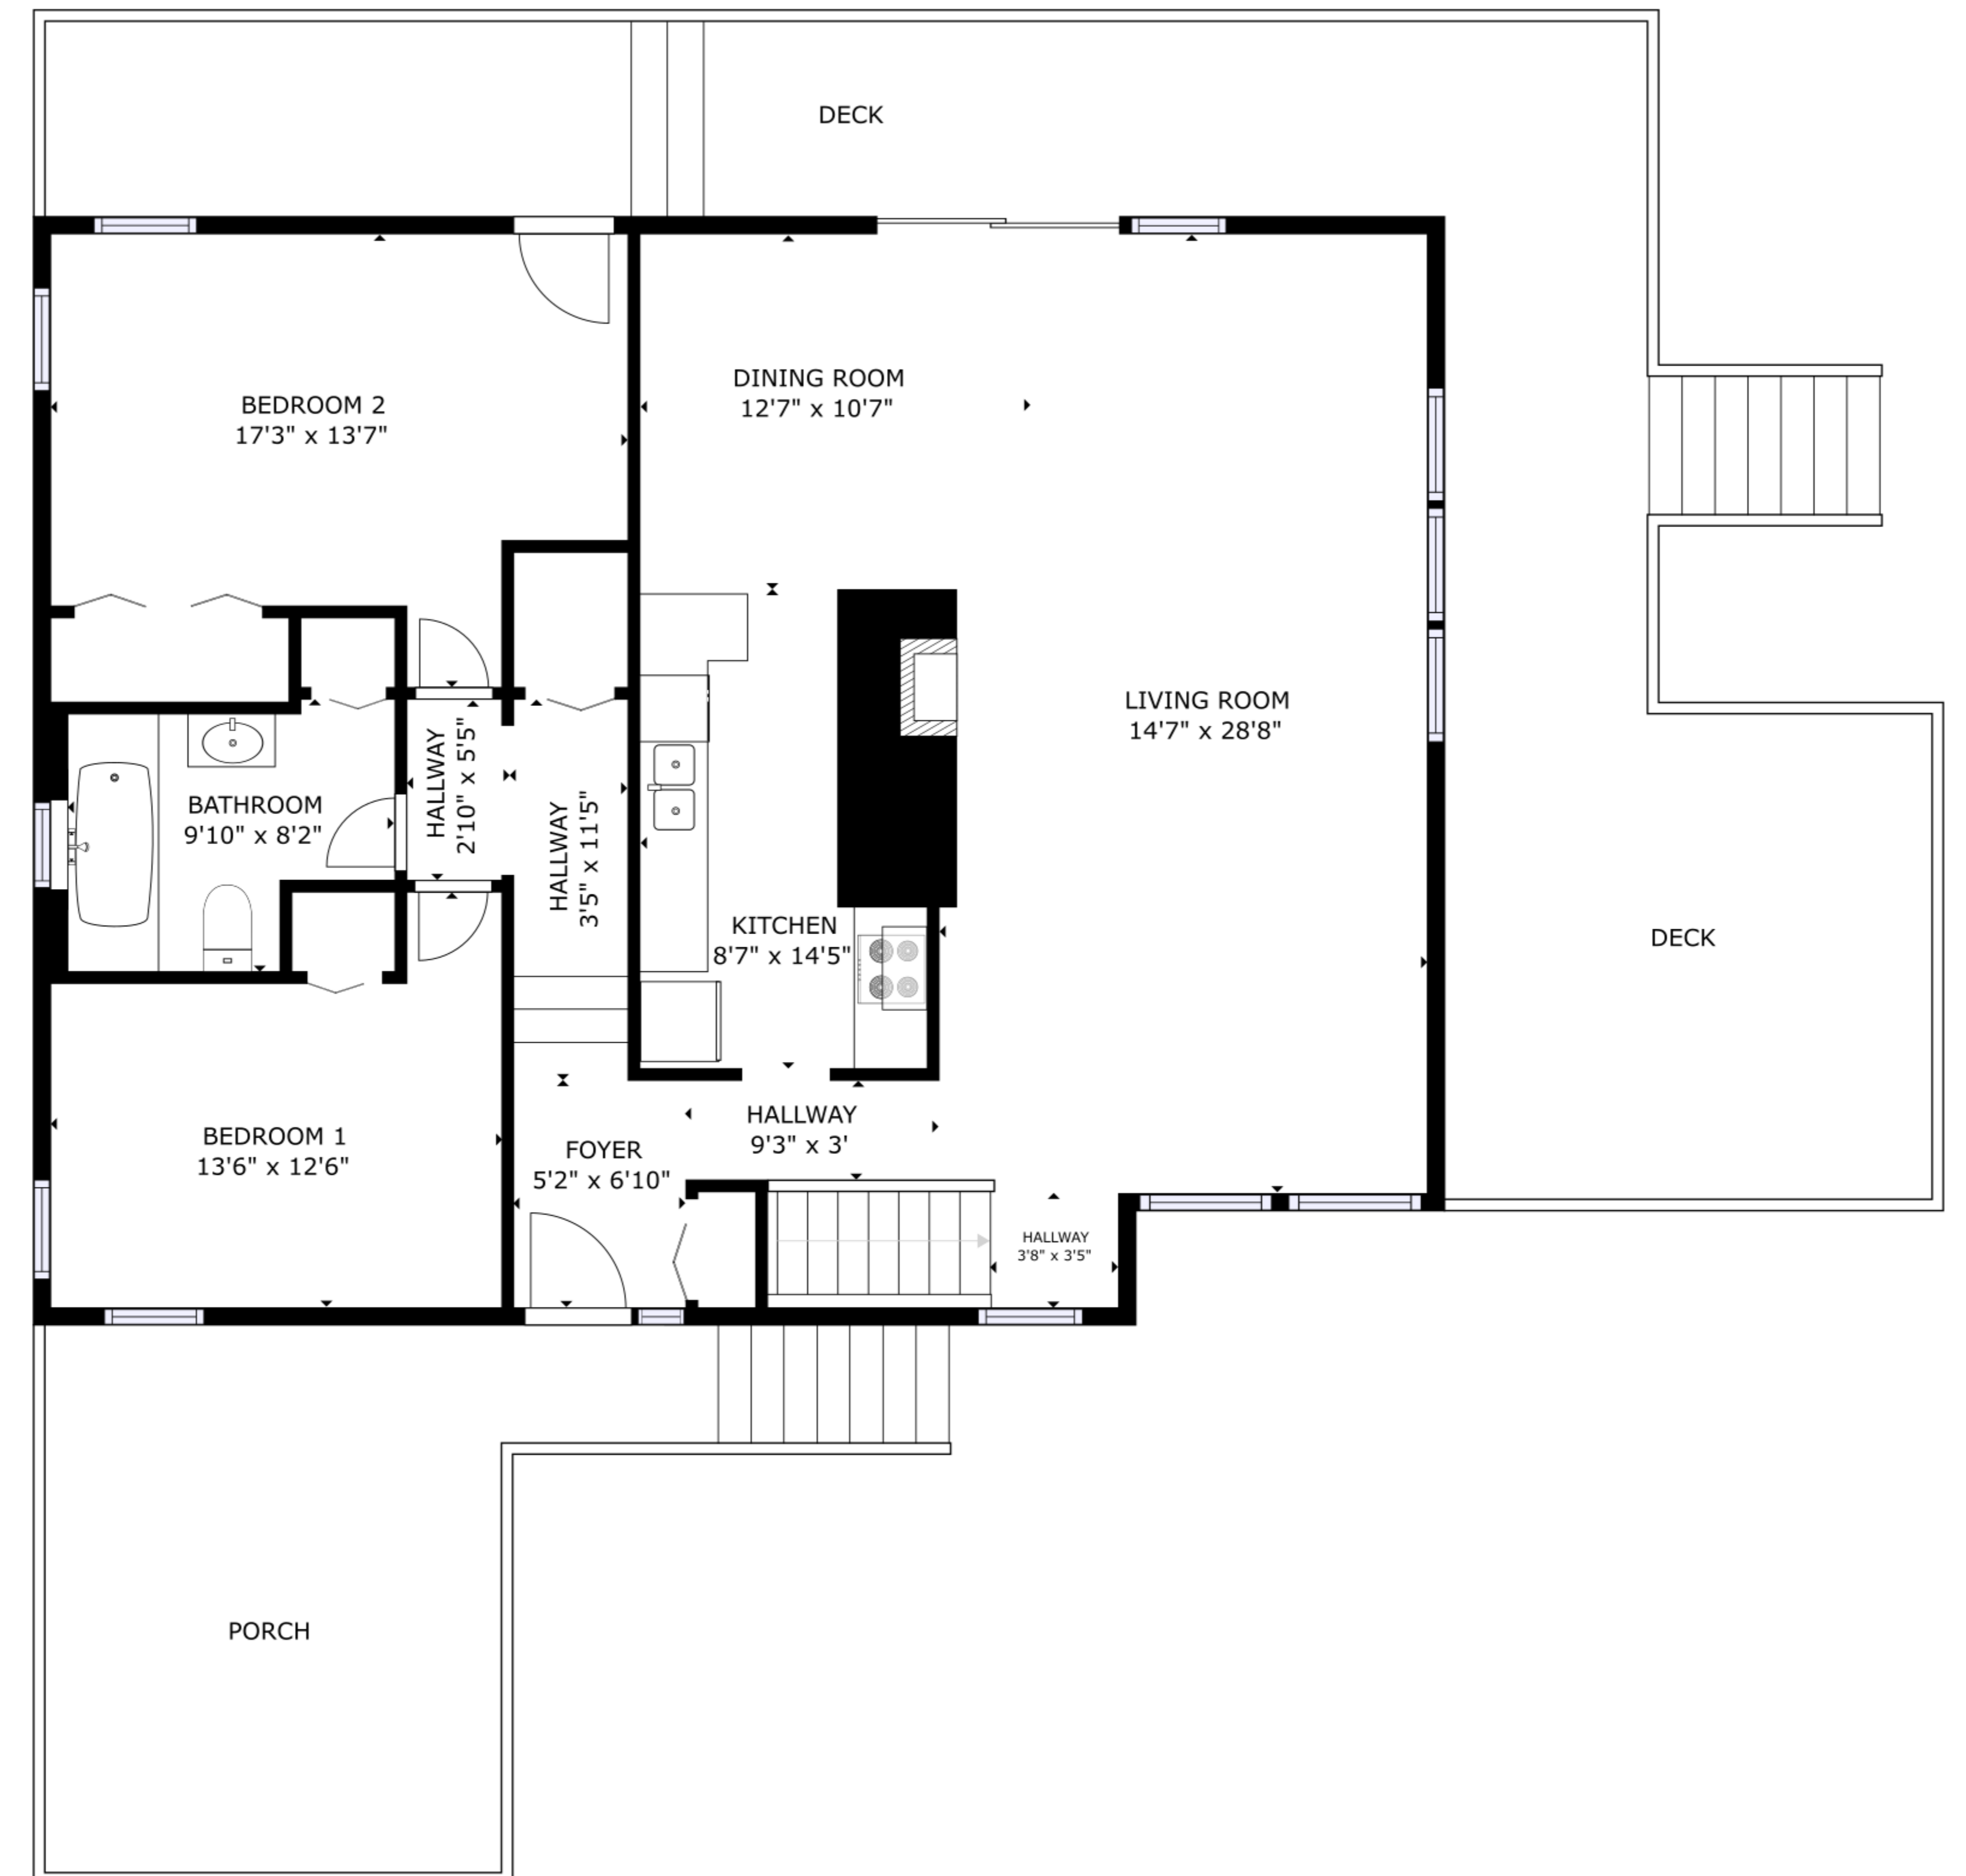 DECK
DINING ROOM
12'7" x 10'7"
BEDROOM 2
17'3" x 13'7"
LIVING ROOM
14'7" x 28'8"
BATHROOM
9'10" x 8'2"
HALLWAY
2'10" x 5'5"
HALLWAY
3'5" x 11'5"
KITCHEN
8'7" x 14'5"
DECK
BEDROOM 1
13'6" x 12'6"
FOYER
5'2" x 6'10"
HALLWAY
9'3" x 3'
HALLWAY
3'8" x 3'5"
PORCH